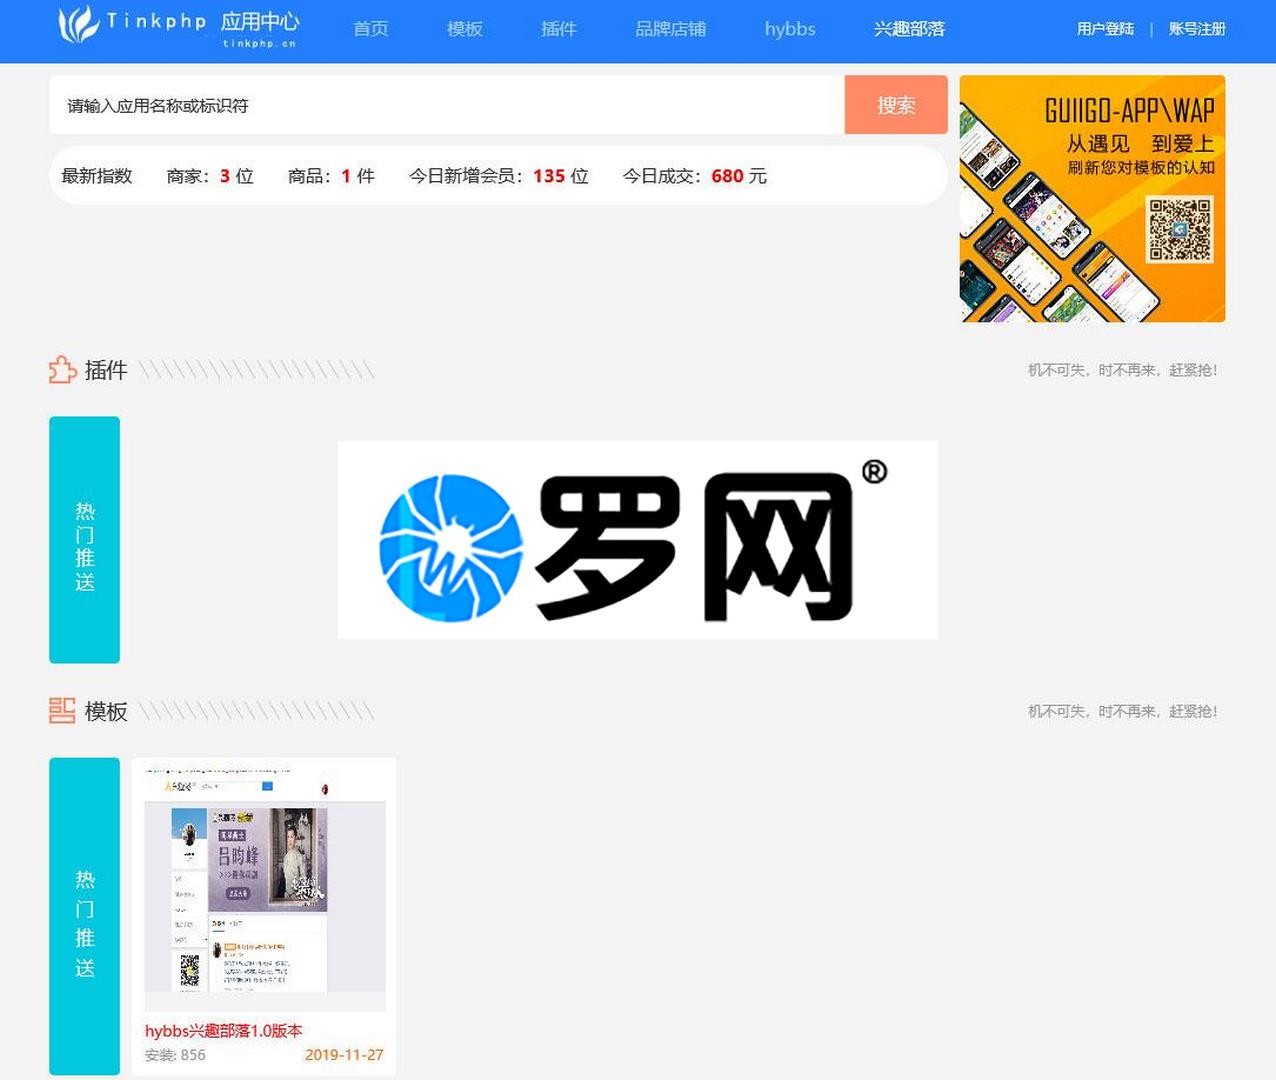 Tinkphp 应用中心
tinkphp.cn
首页 模板 插件 品牌店铺 hybbs 兴趣部落
用户登陆 | 账号注册
请输入应用名称或标识符
搜索
最新指数 商家：3 位 商品：1 件 今日新增会员：135 位 今日成交：680 元
GUIIGO-APP\WAP
从遇见 到爱上
刷新您对模板的认知
插件
机不可失，时不再来，赶紧抢！
热门推送
罗网®
模板
机不可失，时不再来，赶紧抢！
热门推送
吕昀峰
hybbs兴趣部落1.0版本
安装: 856 2019-11-27